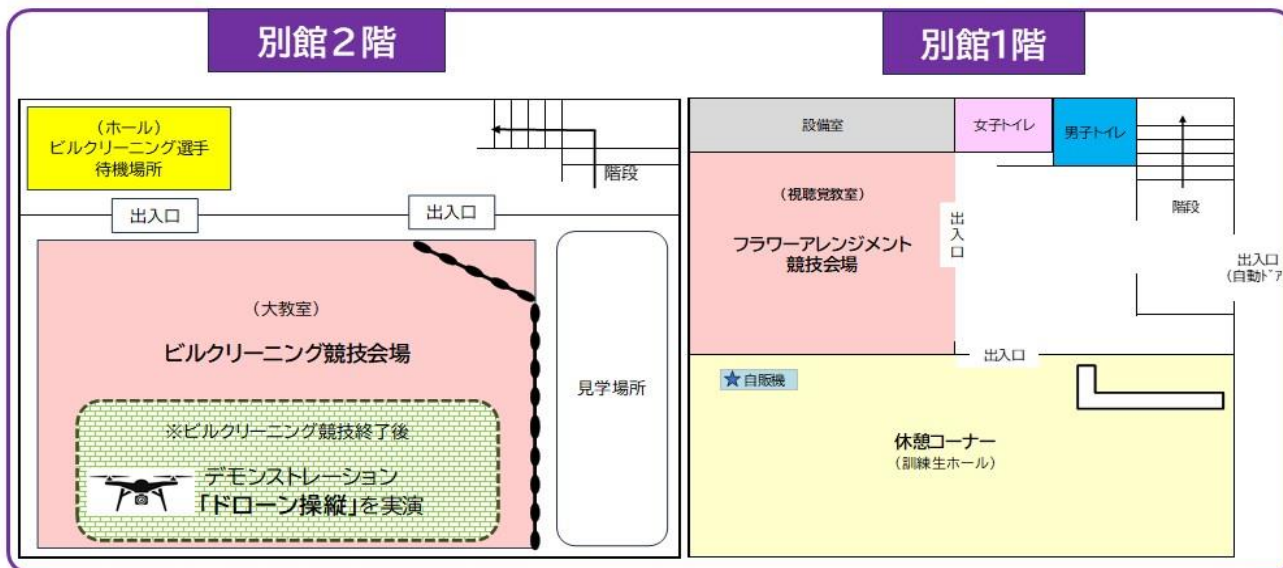 別館2階
(ホール)
ビルクリーニング選手
待機場所
階段
出入口
出入口
(大教室)
ビルクリーニング競技会場
見学場所
※ビルクリーニング競技終了後
デモンストレーション
「ドローン操縦」を実演
別館1階
設備室
女子トイレ
男子トイレ
(視聴覚教室)
フラワーアレンジメント
競技会場
出入口
階段
出入口
(自動ドア
出入口
★自販機
休憩コーナー
(訓練生ホール)